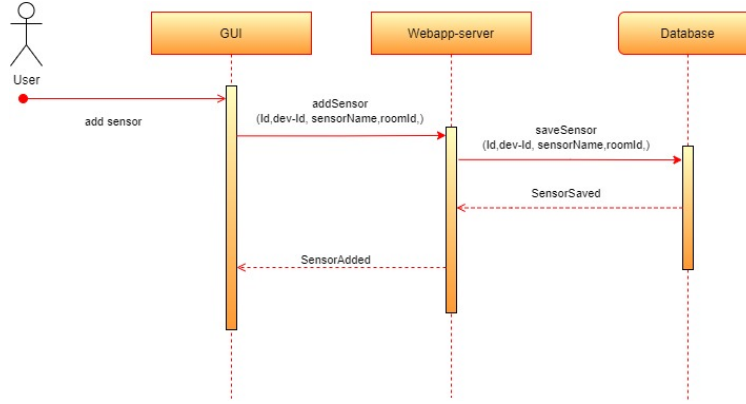 GUI
Webapp-server
Database
User
add sensor
addSensor
(Id,dev-Id, sensorName,roomId,)
saveSensor
(Id,dev-Id, sensorName,roomId,)
SensorSaved
SensorAdded